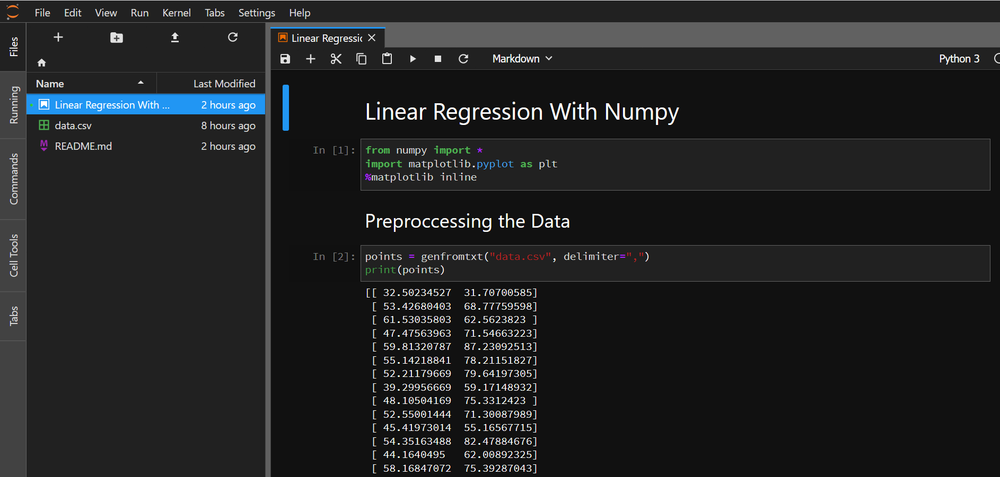 File Edit View Run Kernel Tabs Settings Help
Files
Running
Commands
Cell Tools
Tabs
Name Last Modified
Linear Regression With ... 2 hours ago
data.csv 8 hours ago
M README.md 2 hours ago
Linear Regressic
Markdown Python 3
Linear Regression With Numpy
In [1]: from numpy import *
import matplotlib.pyplot as plt
%matplotlib inline
Preproccessing the Data
In [2]: points = genfromtxt("data.csv", delimiter=",")
print(points)
[[ 32.50234527 31.70700585]
[ 53.42680403 68.77759598]
[ 61.53035803 62.5623823 ]
[ 47.47563963 71.54663223]
[ 59.81320787 87.23092513]
[ 55.14218841 78.21151827]
[ 52.21179669 79.64197305]
[ 39.29956669 59.17148932]
[ 48.10504169 75.3312423 ]
[ 52.55001444 71.30087989]
[ 45.41973014 55.16567715]
[ 54.35163488 82.47884676]
[ 44.1640495 62.00892325]
[ 58.16847072 75.39287043]